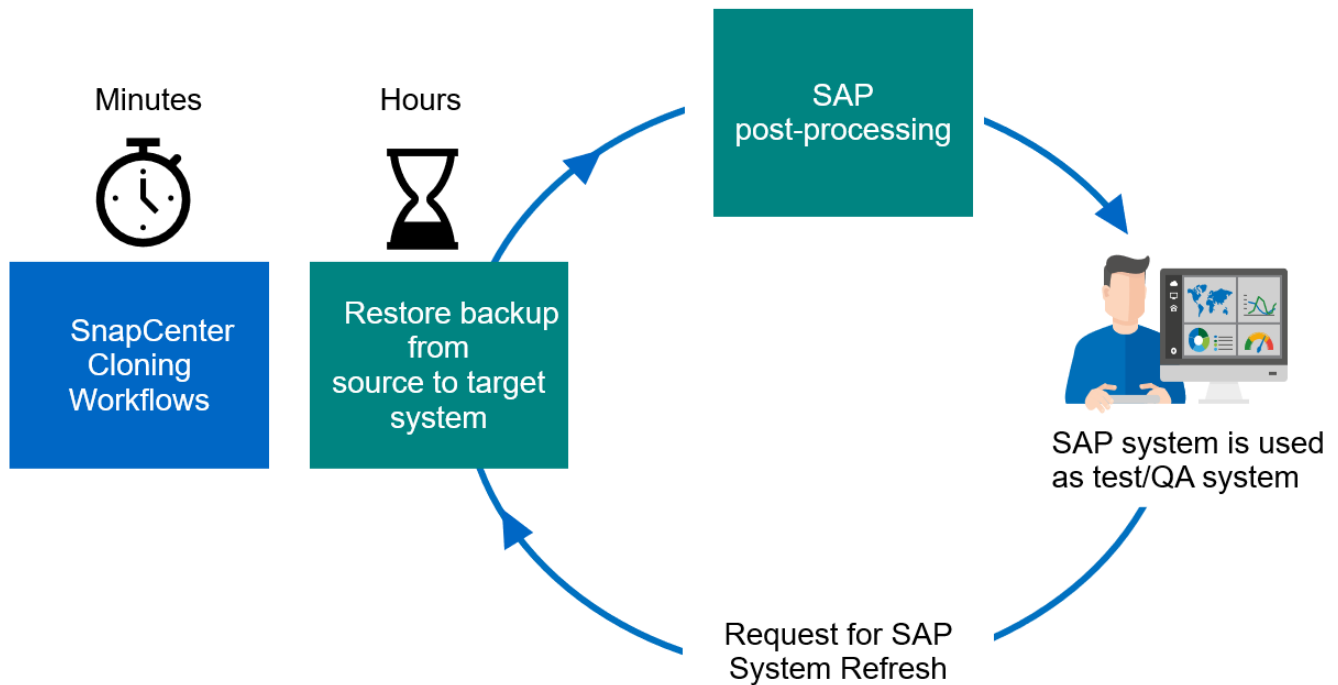 Minutes
Hours
SnapCenter
Cloning
Workflows
Restore backup
from
source to target
system
SAP
post-processing
SAP system is used
as test/QA system
Request for SAP
System Refresh